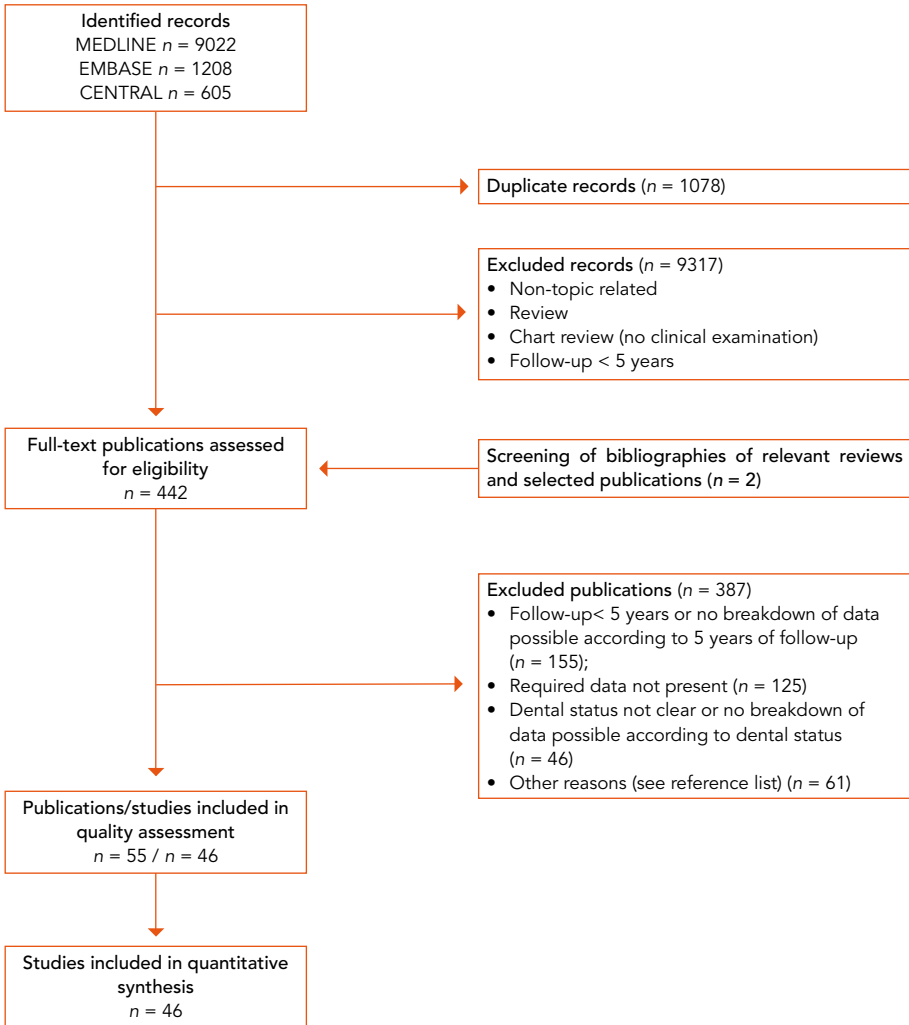 Identified records
MEDLINE n = 9022
EMBASE n = 1208
CENTRAL n = 605
Duplicate records (n = 1078)
Excluded records (n = 9317)
• Non-topic related
• Review
• Chart review (no clinical examination)
• Follow-up < 5 years
Full-text publications assessed
for eligibility
n = 442
Screening of bibliographies of relevant reviews
and selected publications (n = 2)
Excluded publications (n = 387)
• Follow-up< 5 years or no breakdown of data
possible according to 5 years of follow-up
(n = 155);
• Required data not present (n = 125)
• Dental status not clear or no breakdown of
data possible according to dental status
(n = 46)
• Other reasons (see reference list) (n = 61)
Publications/studies included in
quality assessment
n = 55 / n = 46
Studies included in quantitative
synthesis
n = 46